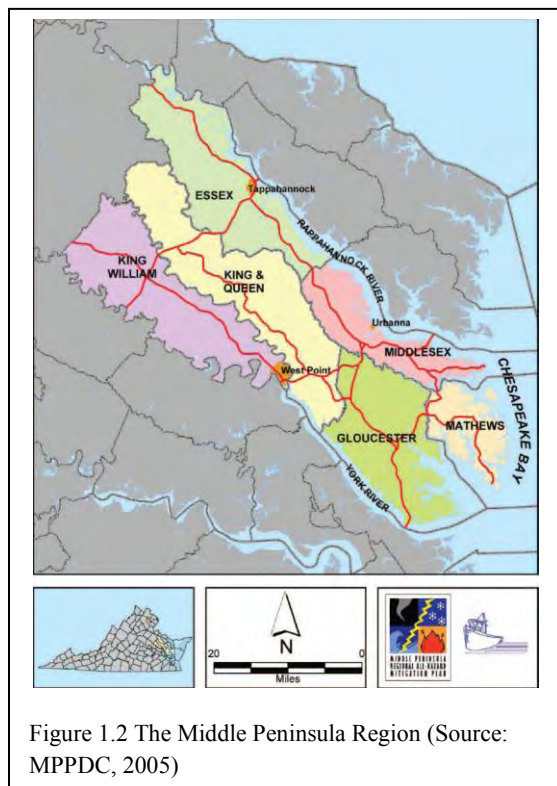 ESSEX
Tappahannock
RAPPAHANNOCK RIVER
KING
WILLIAM
KING &
QUEEN
Urbanna
MIDDLESEX
West Point
CHESAPEAKE BAY
MATHEWS
GLOUCESTER
YORK RIVER
N
20 0
Miles
MIDDLE PENINSULA
REGIONAL ALL-HAZARD
MITIGATION PLAN
Figure 1.2 The Middle Peninsula Region (Source:
MPPDC, 2005)